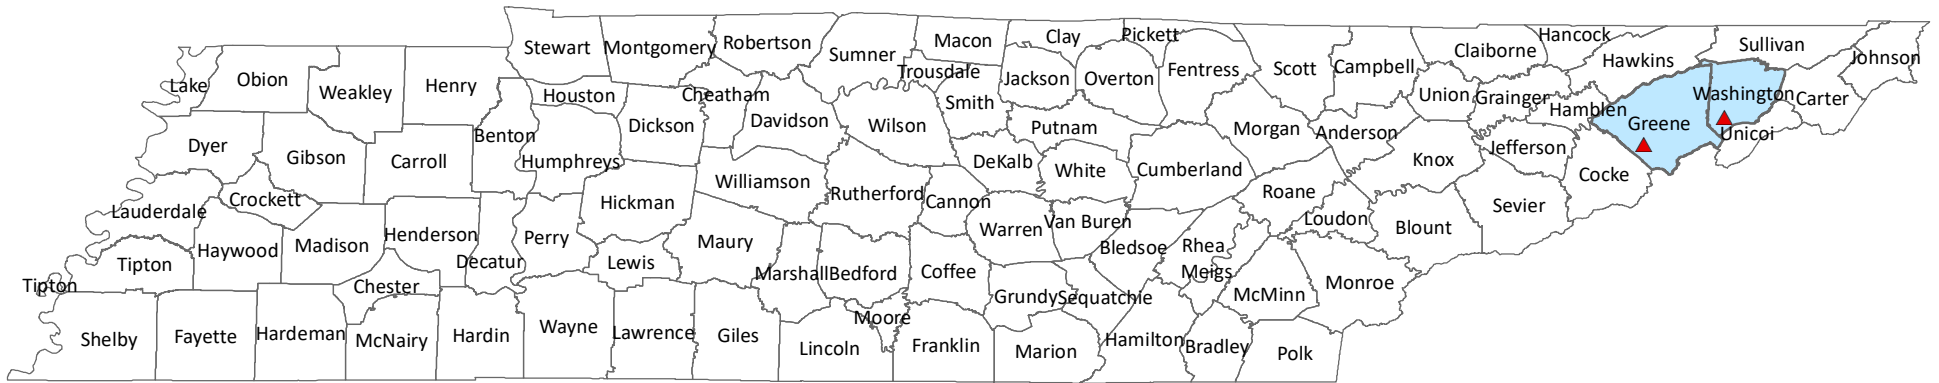 Stewart
Montgomery
Robertson
Sumner
Macon
Clay
Pickett
Hancock
Claiborne
Sullivan
Johnson
Lake
Obion
Weakley
Henry
Houston
Cheatham
Trousdale
Jackson
Overton
Fentress
Scott
Campbell
Hawkins
Union
Grainger
Hamblen
Washington
Carter
Benton
Dickson
Davidson
Wilson
Smith
Putnam
Morgan
Anderson
Greene
Unicoi
Dyer
Gibson
Carroll
Humphreys
DeKalb
White
Cumberland
Knox
Jefferson
Cocke
Crockett
Williamson
Rutherford
Cannon
Roane
Lauderdale
Hickman
Van Buren
Loudon
Sevier
Haywood
Madison
Henderson
Perry
Maury
Warren
Bledsoe
Rhea
Blount
Tipton
Decatur
Lewis
Marshall
Bedford
Coffee
Meigs
Tipton
Chester
Grundy
Sequatchie
McMinn
Monroe
Shelby
Fayette
Hardeman
McNairy
Hardin
Wayne
Lawrence
Giles
Moore
Lincoln
Franklin
Marion
Hamilton
Bradley
Polk